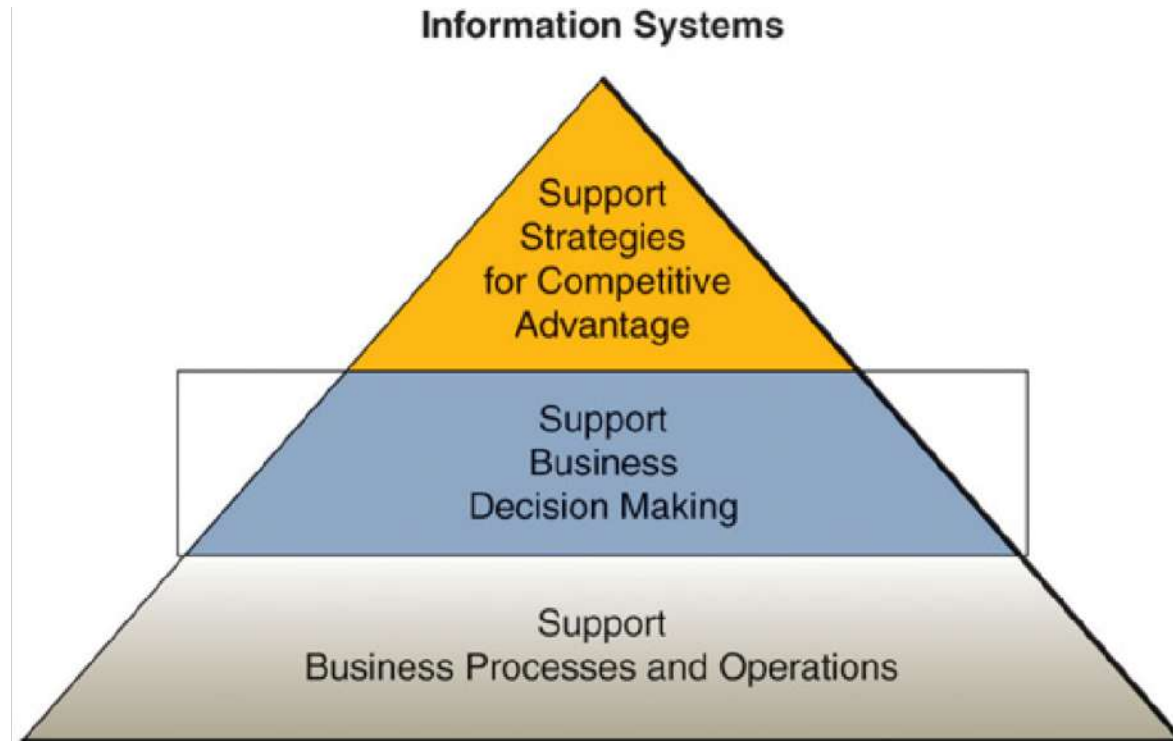 Information Systems
Support
Strategies
for Competitive
Advantage
Support
Business
Decision Making
Support
Business Processes and Operations